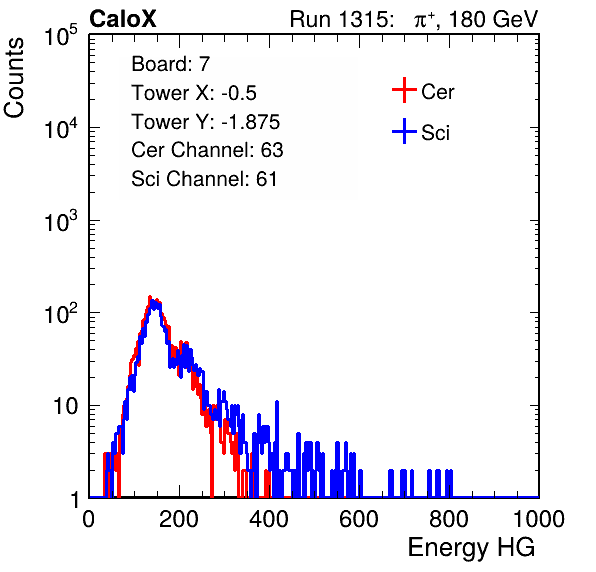 CaloX Run 1315: π⁺, 180 GeV
Counts
10⁵
10⁴
10³
10²
10
1
Board: 7
Tower X: -0.5
Tower Y: -1.875
Cer Channel: 63
Sci Channel: 61
Cer
Sci
0 200 400 600 800 1000
Energy HG